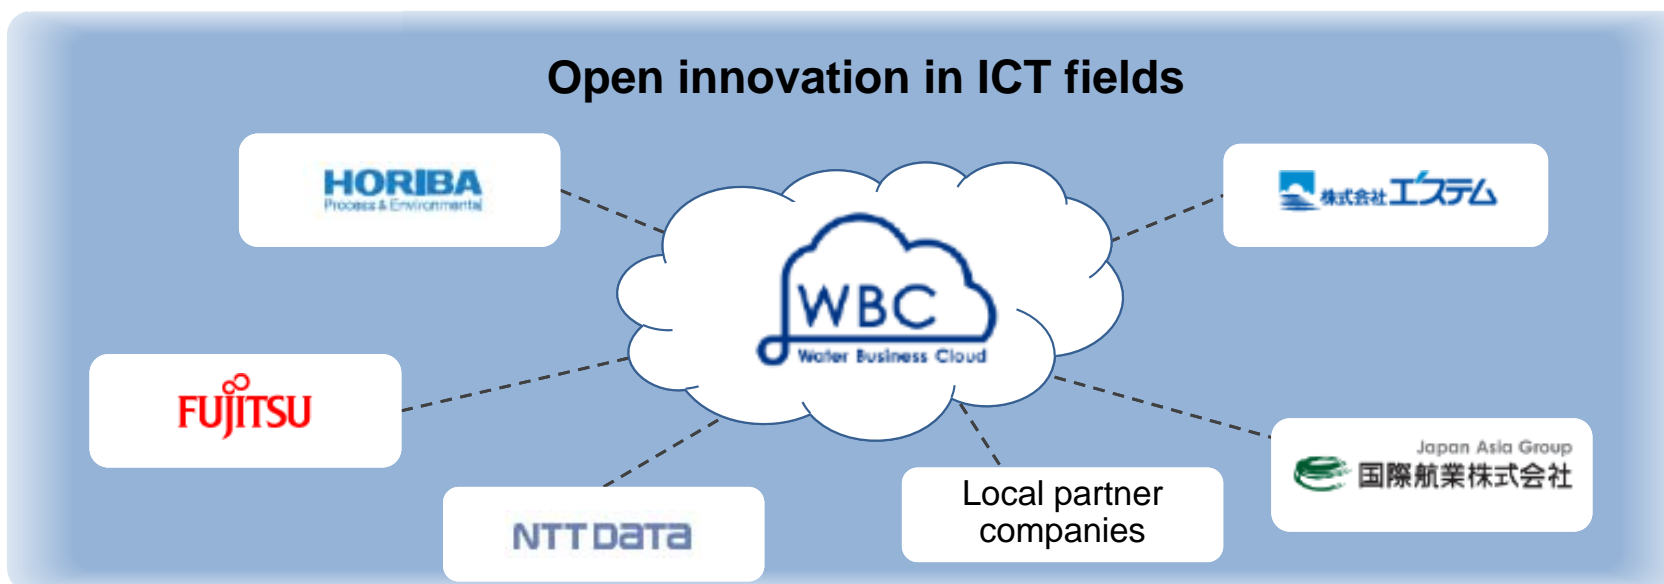 Open innovation in ICT fields
HORIBA
Process & Environmental
株式会社エステム
WBC
Water Business Cloud
FUJITSU
Japan Asia Group
国際航業株式会社
Local partner
companies
NTT DATA